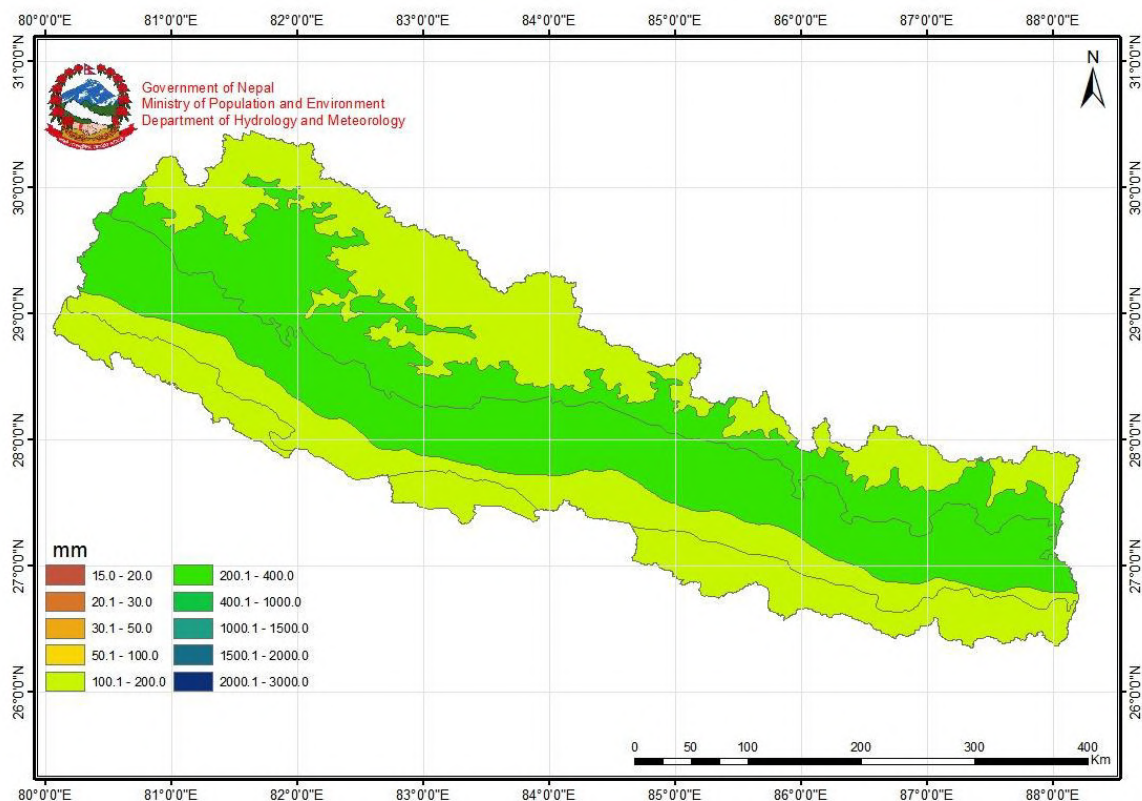 80°0'0"E 81°0'0"E 82°0'0"E 83°0'0"E 84°0'0"E 85°0'0"E 86°0'0"E 87°0'0"E 88°0'0"E
31°0'0"N
30°0'0"N
29°0'0"N
28°0'0"N
27°0'0"N
26°0'0"N
Government of Nepal
Ministry of Population and Environment
Department of Hydrology and Meteorology
N
31°0'0"N
30°0'0"N
29°0'0"N
28°0'0"N
27°0'0"N
26°0'0"N
mm
15.0 - 20.0
20.1 - 30.0
30.1 - 50.0
50.1 - 100.0
100.1 - 200.0
200.1 - 400.0
400.1 - 1000.0
1000.1 - 1500.0
1500.1 - 2000.0
2000.1 - 3000.0
0 50 100 200 300 400
Km
80°0'0"E 81°0'0"E 82°0'0"E 83°0'0"E 84°0'0"E 85°0'0"E 86°0'0"E 87°0'0"E 88°0'0"E